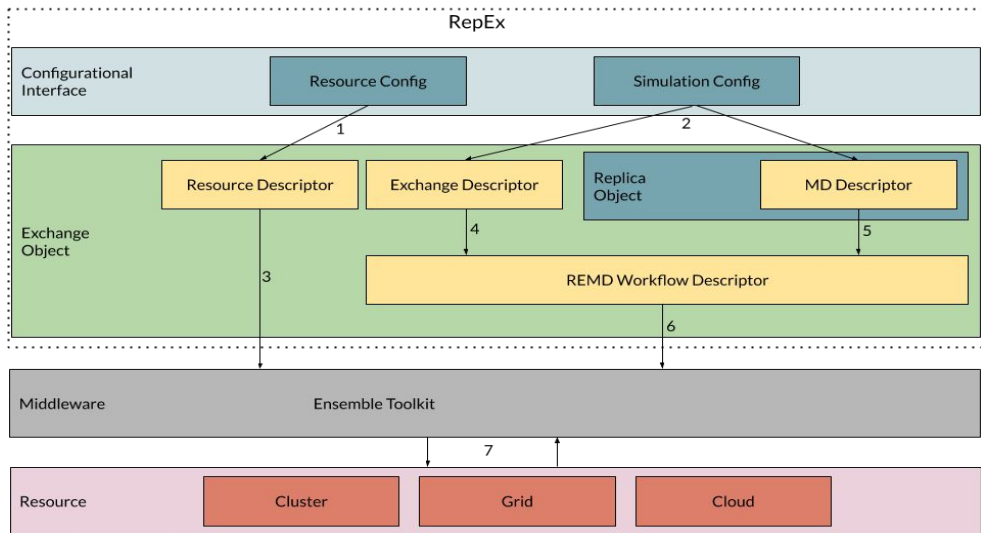 RepEx
Configurational
Interface
Resource Config
Simulation Config
1
2
Exchange
Object
Resource Descriptor
Exchange Descriptor
Replica
Object
MD Descriptor
3
4
5
REMD Workflow Descriptor
6
Middleware
Ensemble Toolkit
7
Resource
Cluster
Grid
Cloud